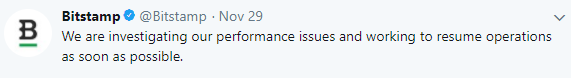 Bitstamp @Bitstamp · Nov 29
We are investigating our performance issues and working to resume operations
as soon as possible.